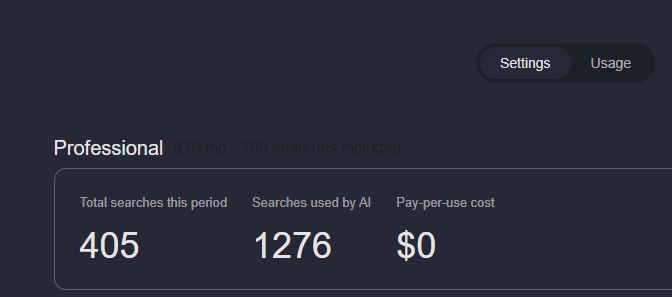 Settings Usage
Professional $10/mo - 700 searches included
Total searches this period Searches used by AI Pay-per-use cost
405 1276 $0